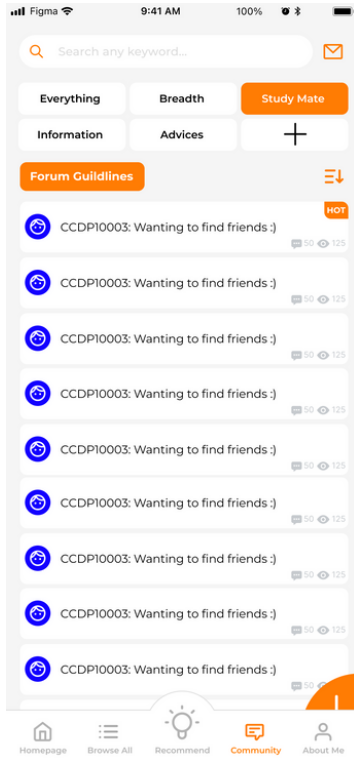 Figma 9:41 AM 100%
Search any keyword...
Everything Breadth Study Mate
Information Advices
Forum Guildlines
HOT
CCDP10003: Wanting to find friends :)
50 125
CCDP10003: Wanting to find friends :)
50 125
CCDP10003: Wanting to find friends :)
50 125
CCDP10003: Wanting to find friends :)
50 125
CCDP10003: Wanting to find friends :)
50 125
CCDP10003: Wanting to find friends :)
CCDP10003: Wanting to find friends :)
50 125
CCDP10003: Wanting to find friends :)
50 125
CCDP10003: Wanting to find friends :)
50
Homepage Browse All Recommend Community About Me